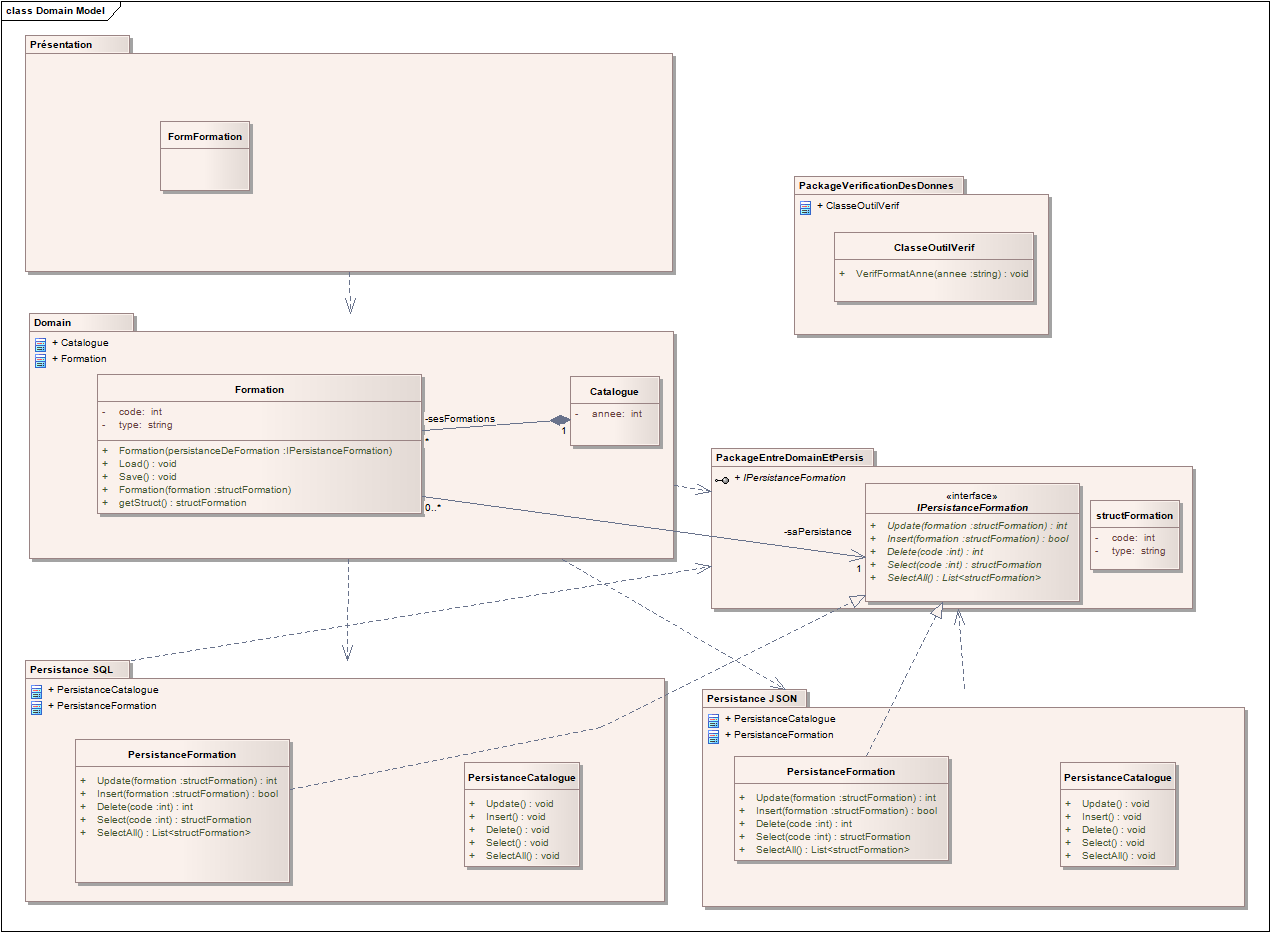 class Domain Model
Présentation
FormFormation
PackageVerificationDesDonnes
+ ClasseOutilVerif
ClasseOutilVerif
+ VerifFormatAnne(annee :string) : void
Domain
+ Catalogue
+ Formation
Formation
- code: int
- type: string
+ Formation(persistanceDeFormation :IPersistanceFormation)
+ Load() : void
+ Save() : void
+ Formation(formation :structFormation)
+ getStruct() : structFormation
-sesFormations
*
1
Catalogue
- annee: int
0..*
-saPersistance
1
PackageEntreDomainEtPersis
+ IPersistanceFormation
«interface»
IPersistanceFormation
+ Update(formation :structFormation) : int
+ Insert(formation :structFormation) : bool
+ Delete(code :int) : int
+ Select(code :int) : structFormation
+ SelectAll() : List<structFormation>
structFormation
- code: int
- type: string
Persistance SQL
+ PersistanceCatalogue
+ PersistanceFormation
PersistanceFormation
+ Update(formation :structFormation) : int
+ Insert(formation :structFormation) : bool
+ Delete(code :int) : int
+ Select(code :int) : structFormation
+ SelectAll() : List<structFormation>
PersistanceCatalogue
+ Update() : void
+ Insert() : void
+ Delete() : void
+ Select() : void
+ SelectAll() : void
Persistance JSON
+ PersistanceCatalogue
+ PersistanceFormation
PersistanceFormation
+ Update(formation :structFormation) : int
+ Insert(formation :structFormation) : bool
+ Delete(code :int) : int
+ Select(code :int) : structFormation
+ SelectAll() : List<structFormation>
PersistanceCatalogue
+ Update() : void
+ Insert() : void
+ Delete() : void
+ Select() : void
+ SelectAll() : void